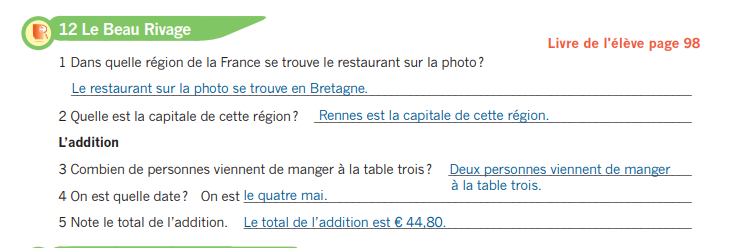 12 Le Beau Rivage
Livre de l'élève page 98
1 Dans quelle région de la France se trouve le restaurant sur la photo?
Le restaurant sur la photo se trouve en Bretagne.
2 Quelle est la capitale de cette région? Rennes est la capitale de cette région.
L'addition
3 Combien de personnes viennent de manger à la table trois? Deux personnes viennent de manger
à la table trois.
4 On est quelle date? On est le quatre mai.
5 Note le total de l'addition. Le total de l'addition est € 44,80.